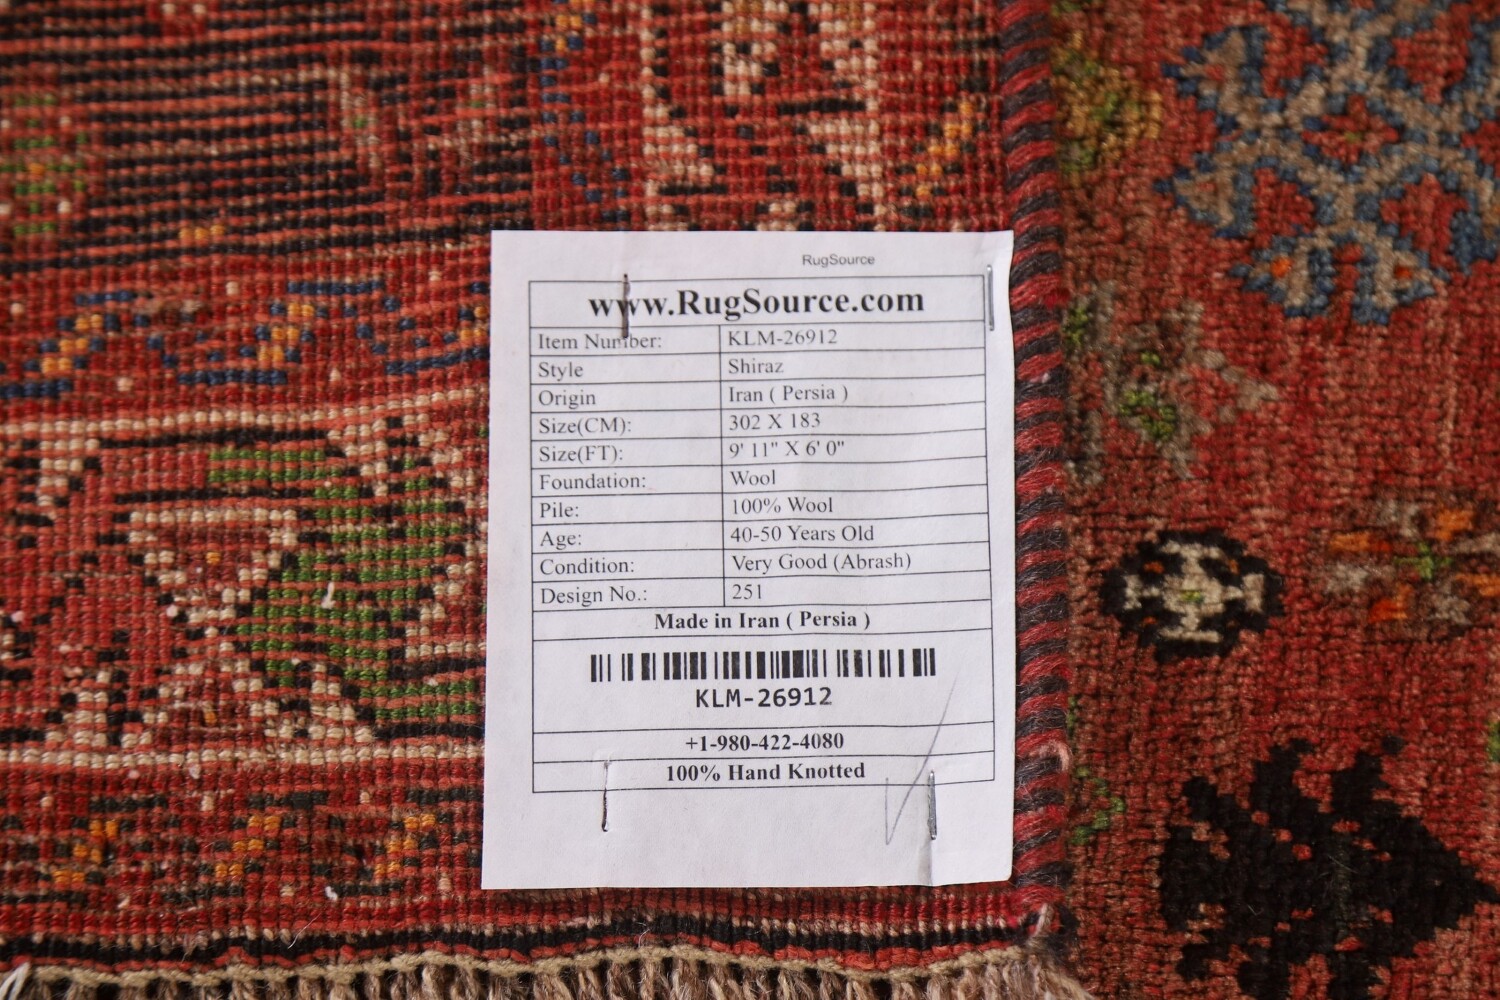 RugSource
www.RugSource.com
Item Number: KLM-26912
Style Shiraz
Origin Iran ( Persia )
Size(CM): 302 X 183
Size(FT): 9' 11" X 6' 0"
Foundation: Wool
Pile: 100% Wool
Age: 40-50 Years Old
Condition: Very Good (Abrash)
Design No.: 251
Made in Iran ( Persia )
KLM-26912
+1-980-422-4080
100% Hand Knotted